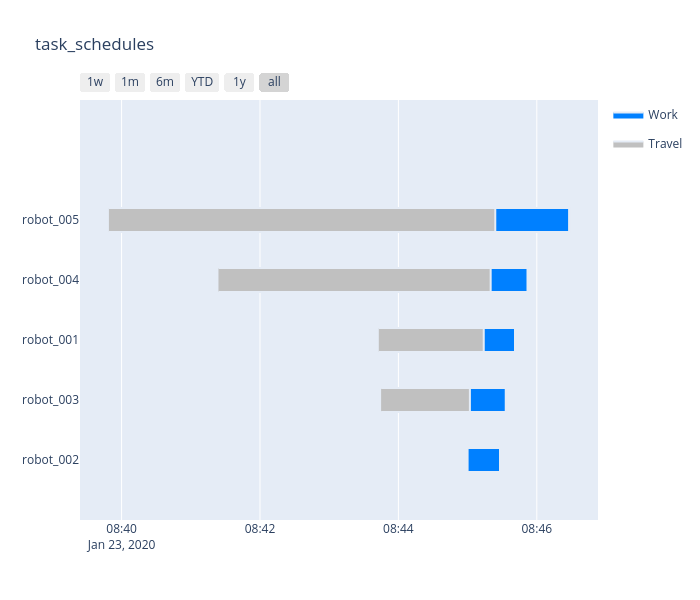 task_schedules
1w 1m 6m YTD 1y all
Work
Travel
robot_005
robot_004
robot_001
robot_003
robot_002
08:40 08:42 08:44 08:46
Jan 23, 2020